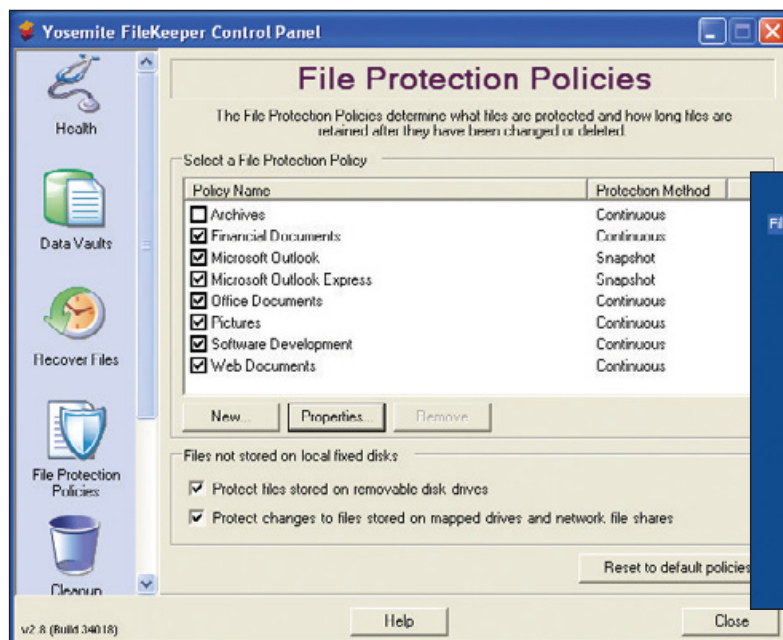 Yosemite FileKeeper Control Panel
Health
Data Vaults
Recover Files
File Protection
Policies
Cleanup
v2.8 (Build 34018)
File Protection Policies
The File Protection Policies determine what files are protected and how long files are
retained after they have been changed or deleted.
Select a File Protection Policy
Policy Name Protection Method
Archives Continuous
Financial Documents Continuous
Microsoft Outlook Snapshot
Microsoft Outlook Express Snapshot
Office Documents Continuous
Pictures Continuous
Software Development Continuous
Web Documents Continuous
New... Properties... Remove
Files not stored on local fixed disks
Protect files stored on removable disk drives
Protect changes to files stored on mapped drives and network file shares
Reset to default policies
Help Close